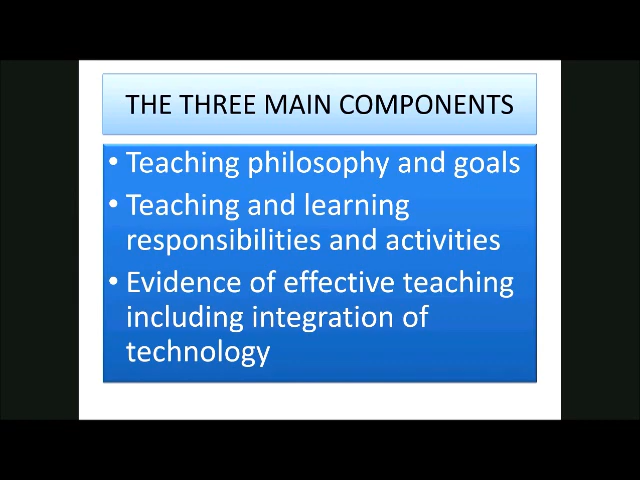 THE THREE MAIN COMPONENTS
• Teaching philosophy and goals
• Teaching and learning
responsibilities and activities
• Evidence of effective teaching
including integration of
technology